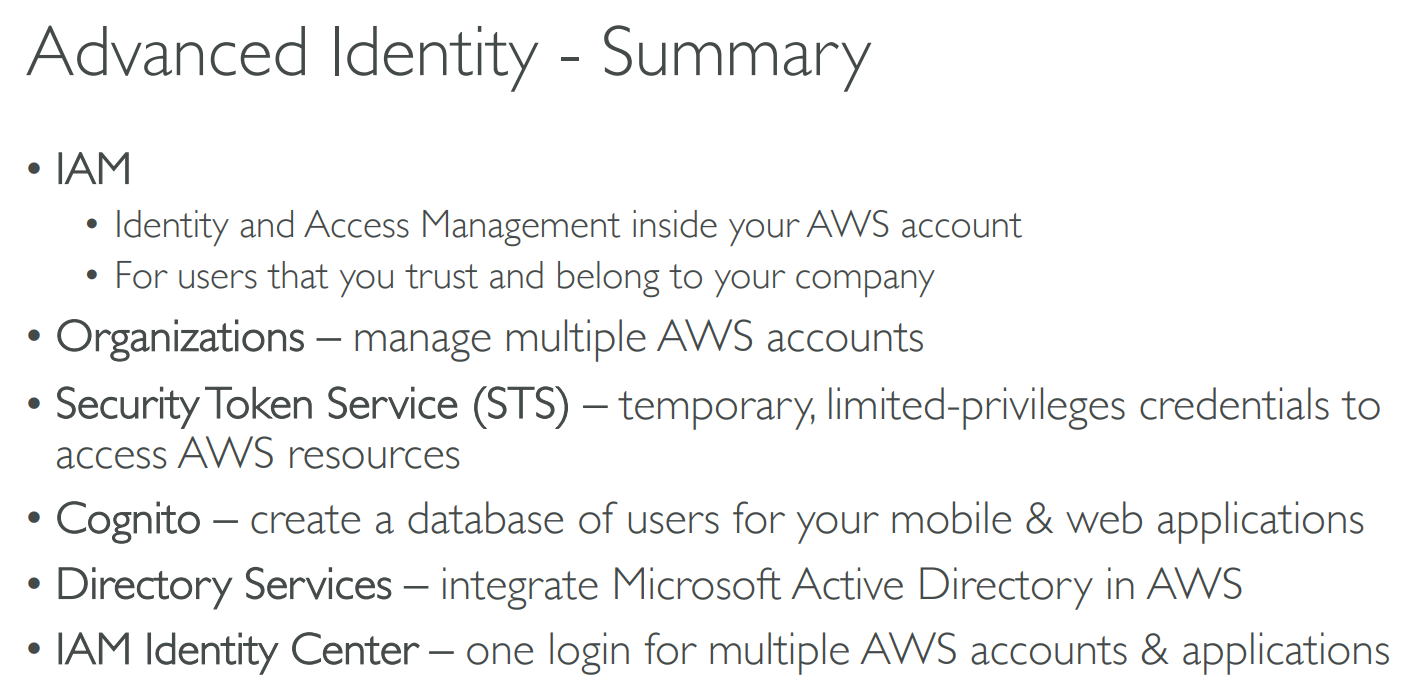 Advanced Identity - Summary
• IAM
• Identity and Access Management inside your AWS account
• For users that you trust and belong to your company
• Organizations – manage multiple AWS accounts
• Security Token Service (STS) – temporary, limited-privileges credentials to
access AWS resources
• Cognito – create a database of users for your mobile & web applications
• Directory Services – integrate Microsoft Active Directory in AWS
• IAM Identity Center – one login for multiple AWS accounts & applications